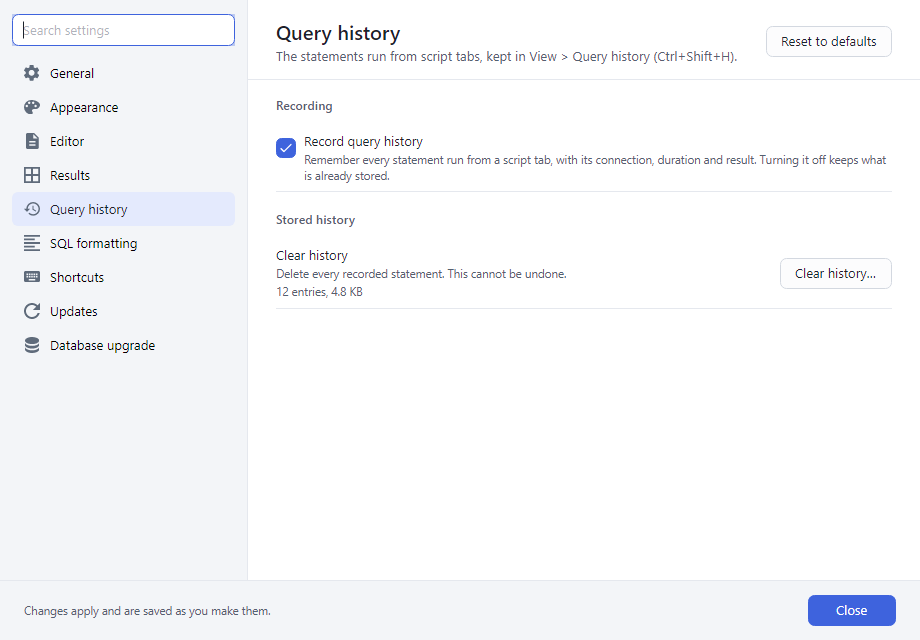 Search settings
General
Appearance
Editor
Results
Query history
SQL formatting
Shortcuts
Updates
Database upgrade
Query history
The statements run from script tabs, kept in View > Query history (Ctrl+Shift+H).
Reset to defaults
Recording
Record query history
Remember every statement run from a script tab, with its connection, duration and result. Turning it off keeps what
is already stored.
Stored history
Clear history
Delete every recorded statement. This cannot be undone.
12 entries, 4.8 KB
Clear history...
Changes apply and are saved as you make them.
Close